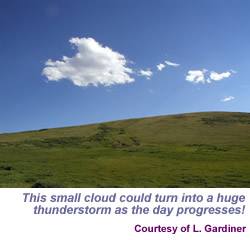 This small cloud could turn into a huge
thunderstorm as the day progresses!
Courtesy of L. Gardiner